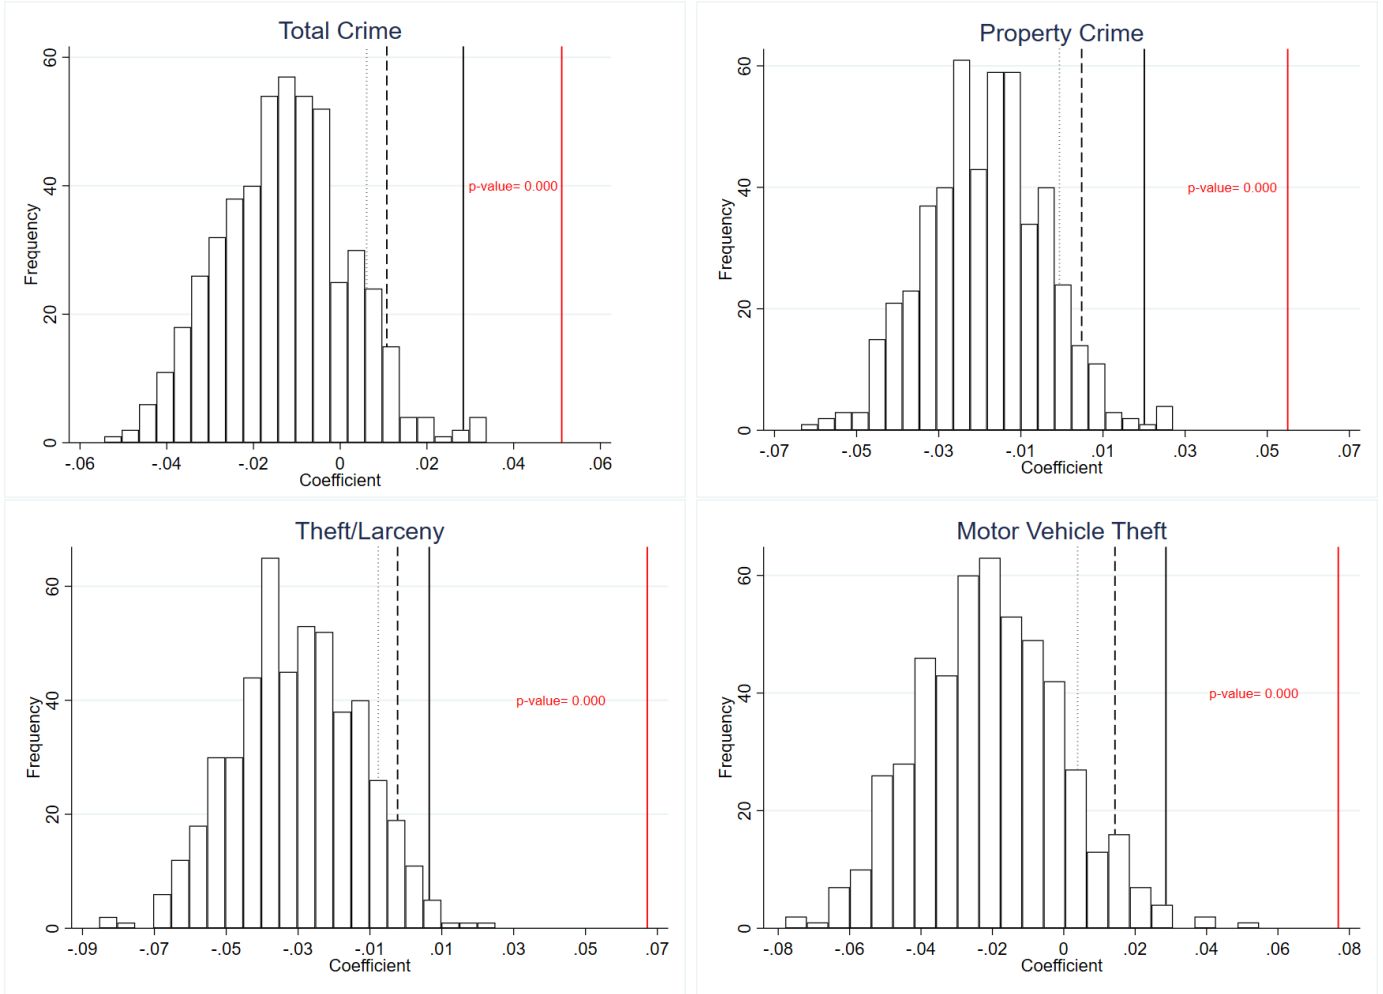 Total Crime
Frequency
60
40
20
0
p-value= 0.000
-.06 -.04 -.02 0 .02 .04 .06
Coefficient
Property Crime
Frequency
60
40
20
0
p-value= 0.000
-.07 -.05 -.03 -.01 .01 .03 .05 .07
Coefficient
Theft/Larceny
Frequency
60
40
20
0
p-value= 0.000
-.09 -.07 -.05 -.03 -.01 .01 .03 .05 .07
Coefficient
Motor Vehicle Theft
Frequency
60
40
20
0
p-value= 0.000
-.08 -.06 -.04 -.02 0 .02 .04 .06 .08
Coefficient